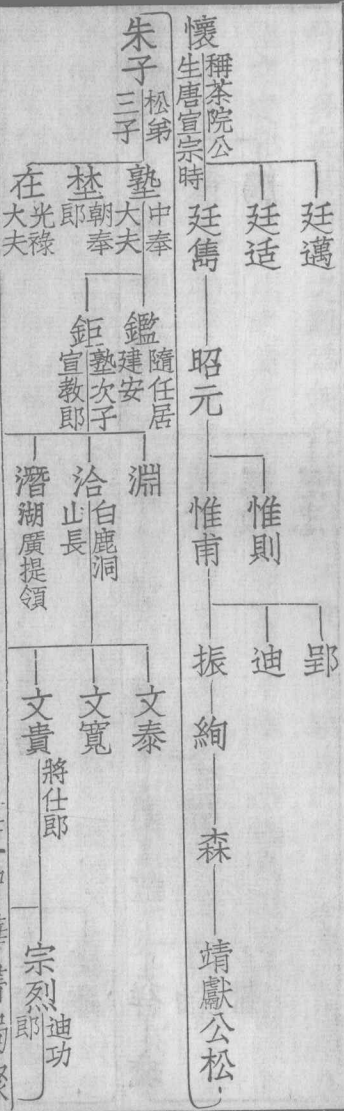 懷
稱茶院公
生唐宣宗時
廷邁
廷适
廷雋
昭元
惟則
惟甫
郢
迪
振
絢
森
靖獻公松
朱子
松弟
三子
塾
中奉
大夫
埜
朝奉
郎
在
光祿
大夫
鑑
隨任居
建安
鉅
塾次子
宣教郎
淵
洽
白鹿洞
山長
潛
湖廣提領
文泰
文寬
文貴
將仕郎
宗烈
迪功
郎